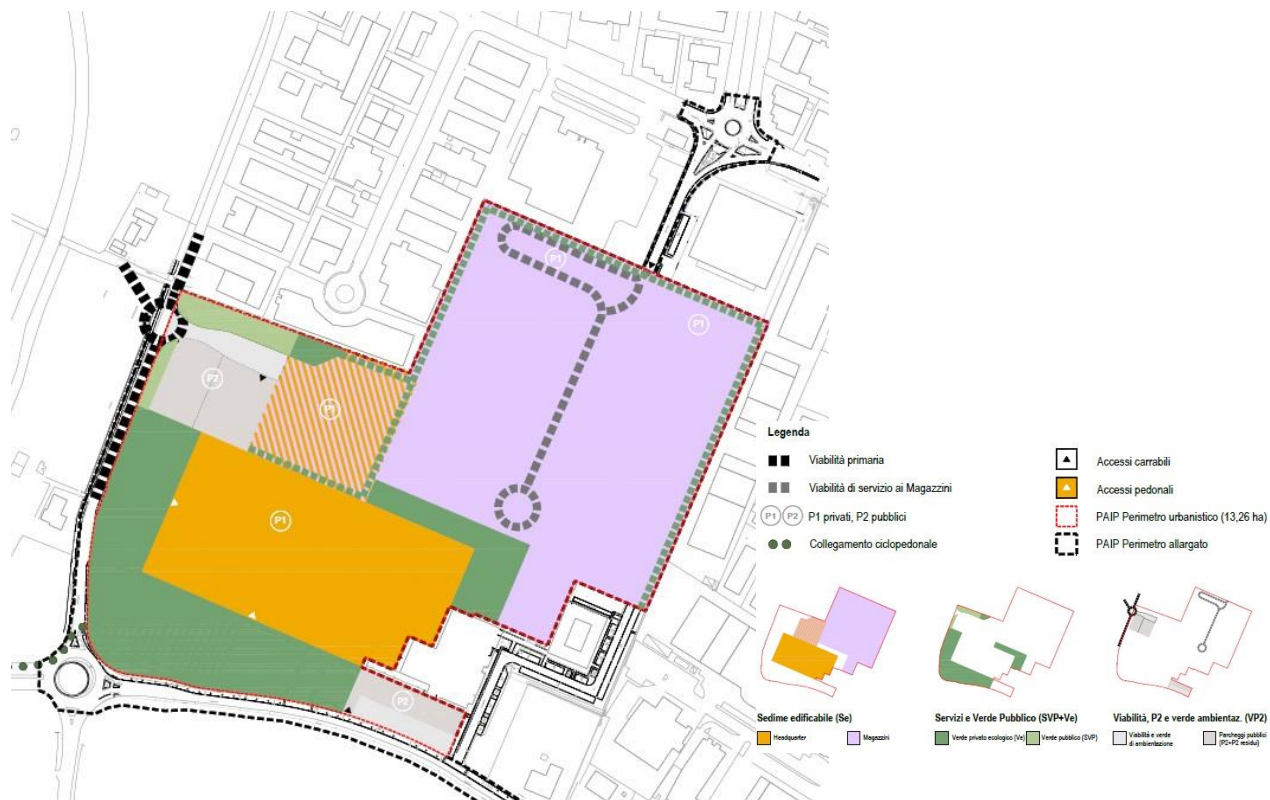 P1
P1
P2
P1
P1
P2
Legenda
Viabilità primaria
Viabilità di servizio ai Magazzini
P1 P2 P1 privati, P2 pubblici
Collegamento ciclopedonale
Accessi carrabili
Accessi pedonali
PAIP Perimetro urbanistico (13,26 ha)
PAIP Perimetro allargato
Sedime edificabile (Se)
Headquarter
Magazzini
Servizi e Verde Pubblico (SVP+Ve)
Verde privato ecologico (Ve)
Verde pubblico (SVP)
Viabilità, P2 e verde ambientaz. (VP2)
Viabilità e verde
di ambientazione
Parcheggi pubblici
(P2+P2 residui)